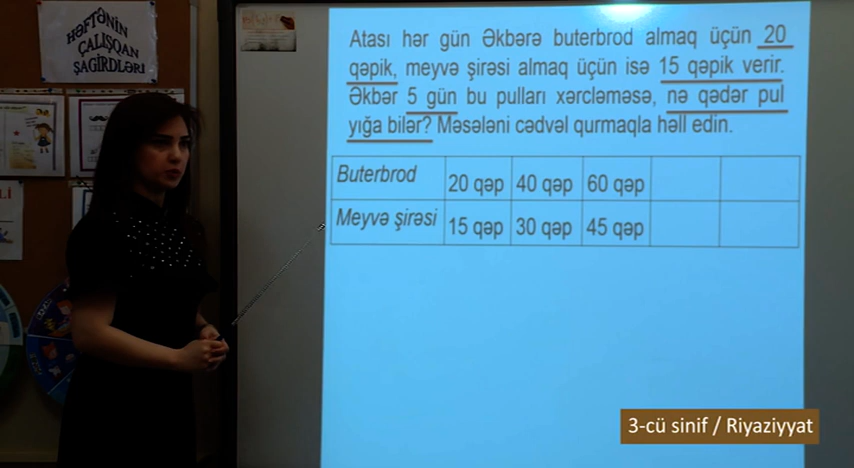 HƏFTƏNİN
ÇALIŞQAN
ŞAGİRDLƏRİ
Atası hər gün Əkbərə buterbrod almaq üçün 20
qəpik, meyvə şirəsi almaq üçün isə 15 qəpik verir.
Əkbər 5 gün bu pulları xərcləməsə, nə qədər pul
yığa bilər? Məsələni cədvəl qurmaqla həll edin.
Buterbrod 20 qəp 40 qəp 60 qəp
Meyvə şirəsi 15 qəp 30 qəp 45 qəp
3-cü sinif / Riyaziyyat